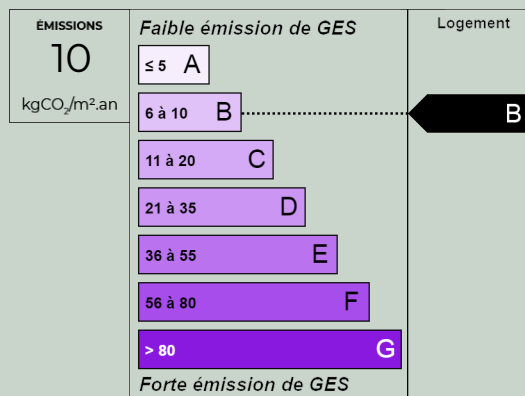 ÉMISSIONS
10
kgCO₂/m².an
Faible émission de GES
Logement
≤ 5 A
6 à 10 B
B
11 à 20 C
21 à 35 D
36 à 55 E
56 à 80 F
> 80 G
Forte émission de GES